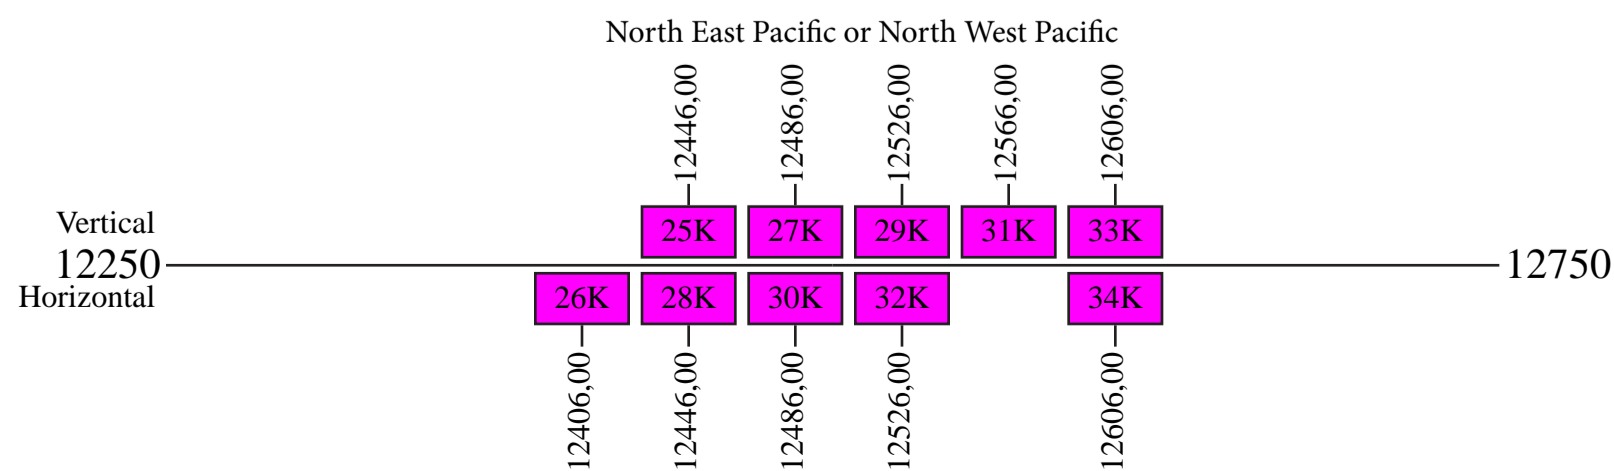 North East Pacific or North West Pacific
12446,00 12486,00 12526,00 12566,00 12606,00
Vertical
25K 27K 29K 31K 33K
12250 12750
Horizontal
26K 28K 30K 32K 34K
12406,00 12446,00 12486,00 12526,00 12606,00